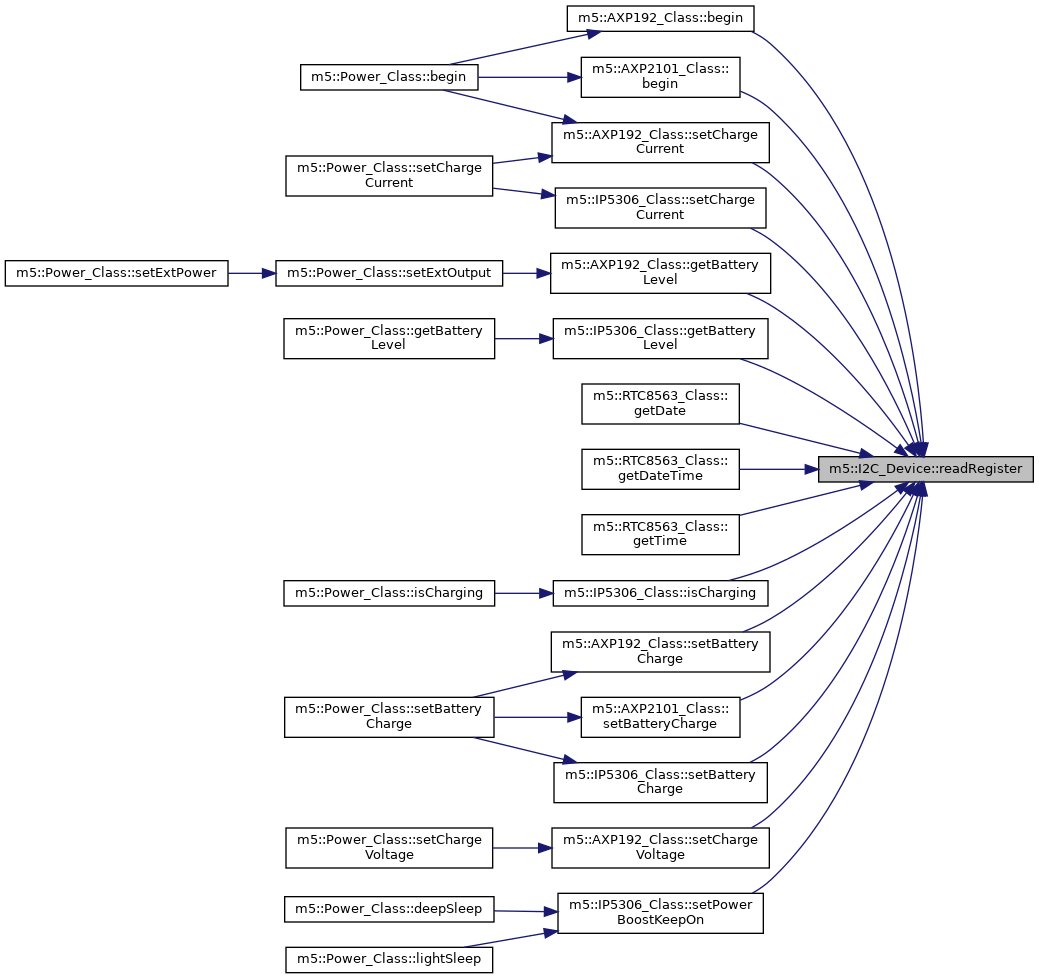 m5::AXP192_Class::begin
m5::Power_Class::begin
m5::AXP2101_Class::
begin
m5::AXP192_Class::setCharge
Current
m5::Power_Class::setCharge
Current
m5::IP5306_Class::setCharge
Current
m5::Power_Class::setExtPower
m5::Power_Class::setExtOutput
m5::AXP192_Class::getBattery
Level
m5::Power_Class::getBattery
Level
m5::IP5306_Class::getBattery
Level
m5::RTC8563_Class::
getDate
m5::RTC8563_Class::
getDateTime
m5::I2C_Device::readRegister
m5::RTC8563_Class::
getTime
m5::Power_Class::isCharging
m5::IP5306_Class::isCharging
m5::AXP192_Class::setBattery
Charge
m5::Power_Class::setBattery
Charge
m5::AXP2101_Class::
setBatteryCharge
m5::IP5306_Class::setBattery
Charge
m5::Power_Class::setCharge
Voltage
m5::AXP192_Class::setCharge
Voltage
m5::Power_Class::deepSleep
m5::IP5306_Class::setPower
BoostKeepOn
m5::Power_Class::lightSleep